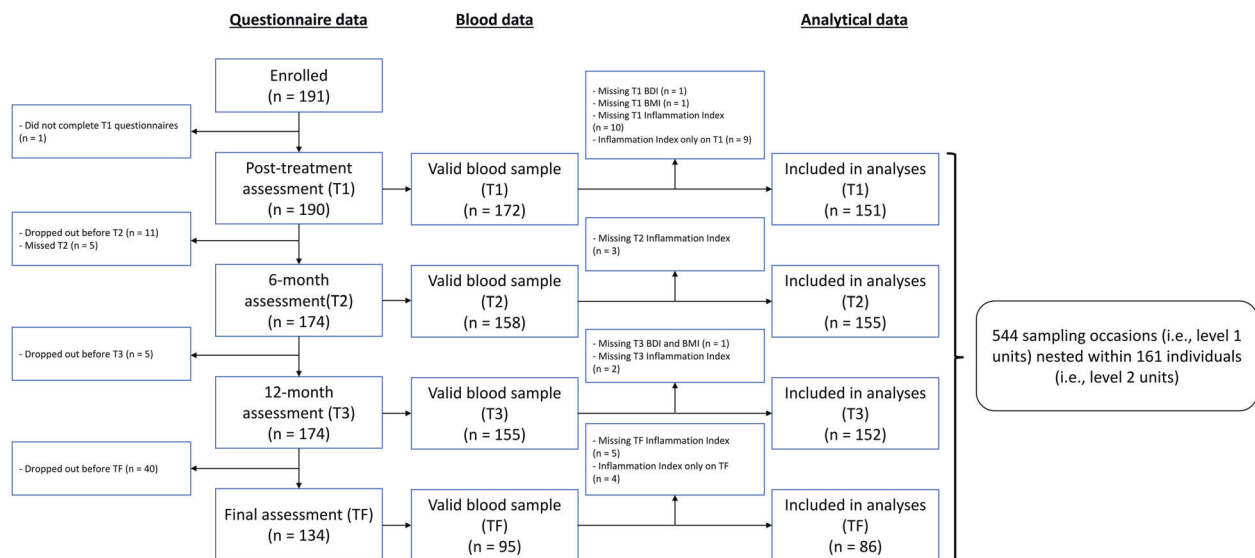 Questionnaire data
Blood data
Analytical data
Enrolled
(n = 191)
- Did not complete T1 questionnaires
(n = 1)
- Missing T1 BDI (n = 1)
- Missing T1 BMI (n = 1)
- Missing T1 Inflammation Index
(n = 10)
- Inflammation Index only on T1 (n = 9)
Post-treatment
assessment (T1)
(n = 190)
Valid blood sample
(T1)
(n = 172)
Included in analyses
(T1)
(n = 151)
- Dropped out before T2 (n = 11)
- Missed T2 (n = 5)
- Missing T2 Inflammation Index
(n = 3)
6-month
assessment(T2)
(n = 174)
Valid blood sample
(T2)
(n = 158)
Included in analyses
(T2)
(n = 155)
- Dropped out before T3 (n = 5)
- Missing T3 BDI and BMI (n = 1)
- Missing T3 Inflammation Index
(n = 2)
12-month
assessment (T3)
(n = 174)
Valid blood sample
(T3)
(n = 155)
Included in analyses
(T3)
(n = 152)
- Dropped out before TF (n = 40)
- Missing TF Inflammation Index
(n = 5)
- Inflammation Index only on TF
(n = 4)
Final assessment (TF)
(n = 134)
Valid blood sample
(TF)
(n = 95)
Included in analyses
(TF)
(n = 86)
544 sampling occasions (i.e., level 1
units) nested within 161 individuals
(i.e., level 2 units)